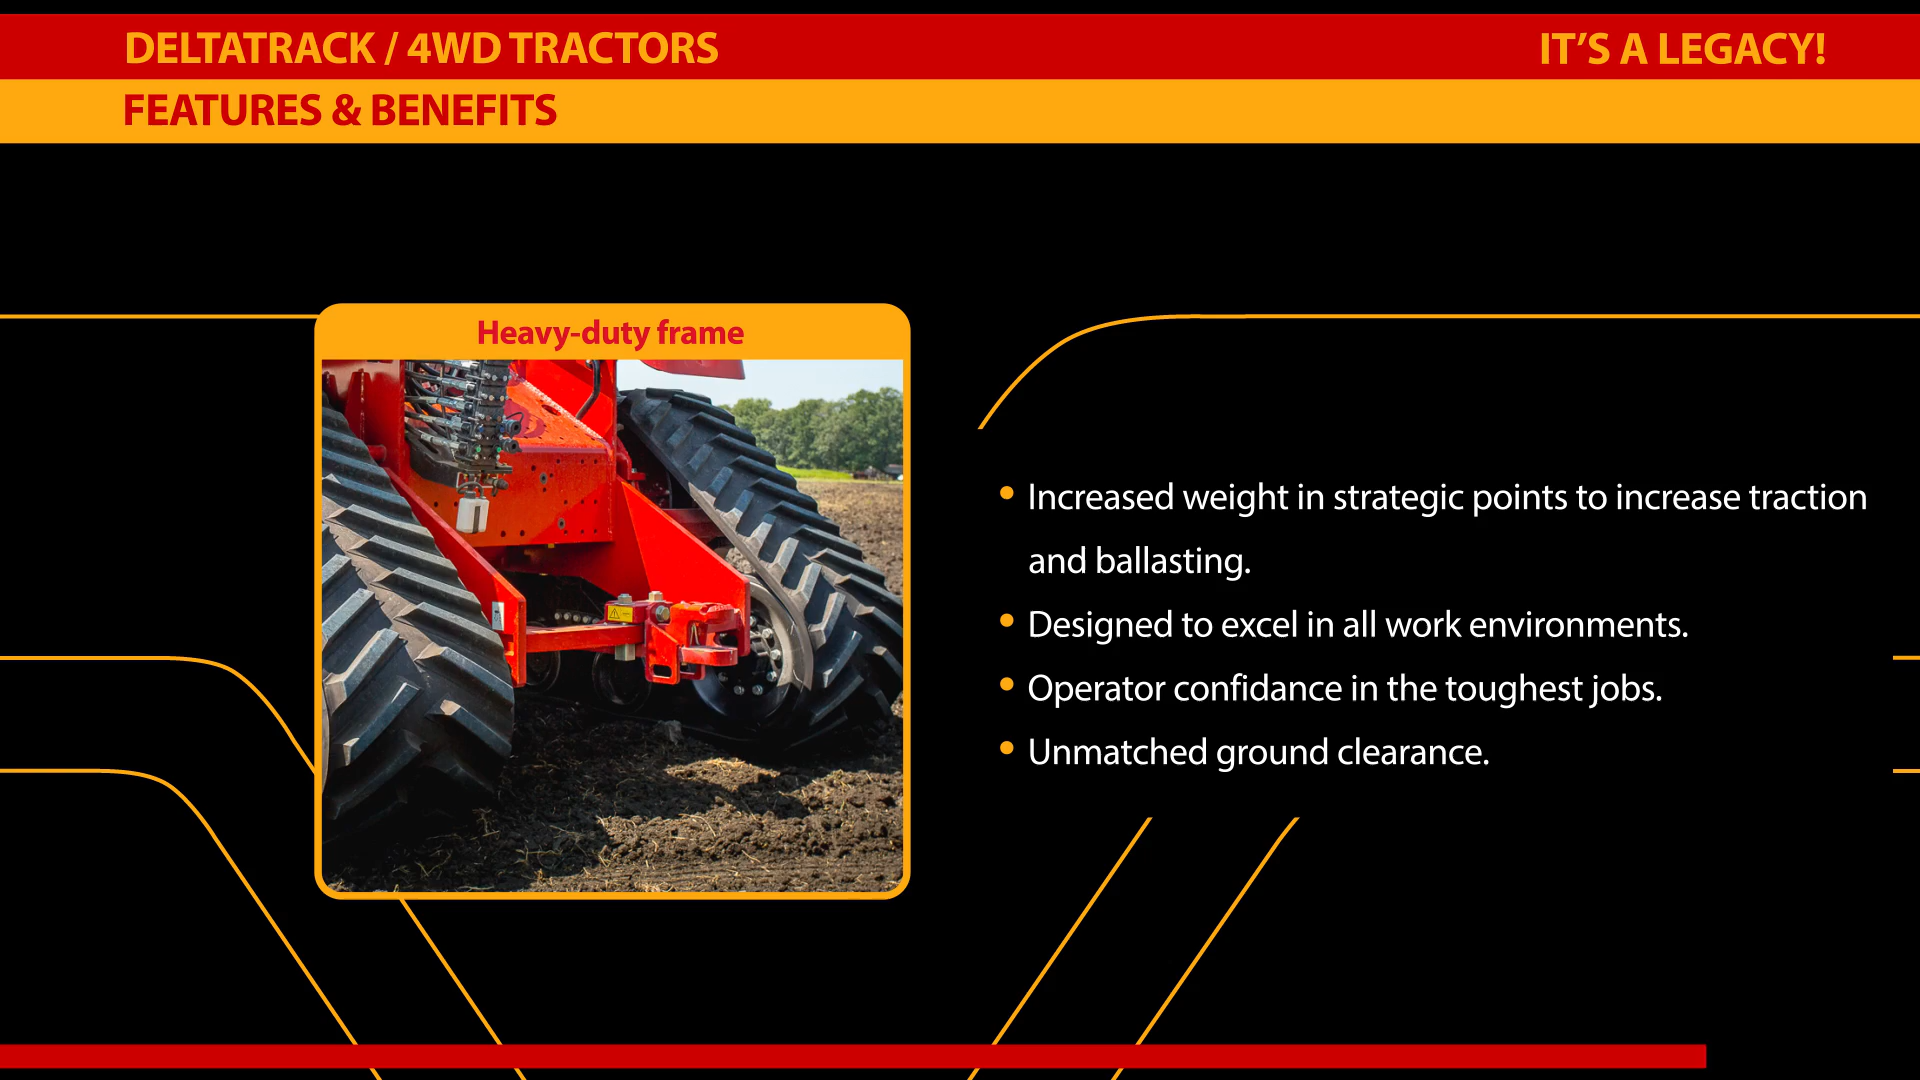 DELTATRACK / 4WD TRACTORS
IT’S A LEGACY!
FEATURES & BENEFITS
Heavy-duty frame
• Increased weight in strategic points to increase traction
and ballasting.
• Designed to excel in all work environments.
• Operator confidance in the toughest jobs.
• Unmatched ground clearance.